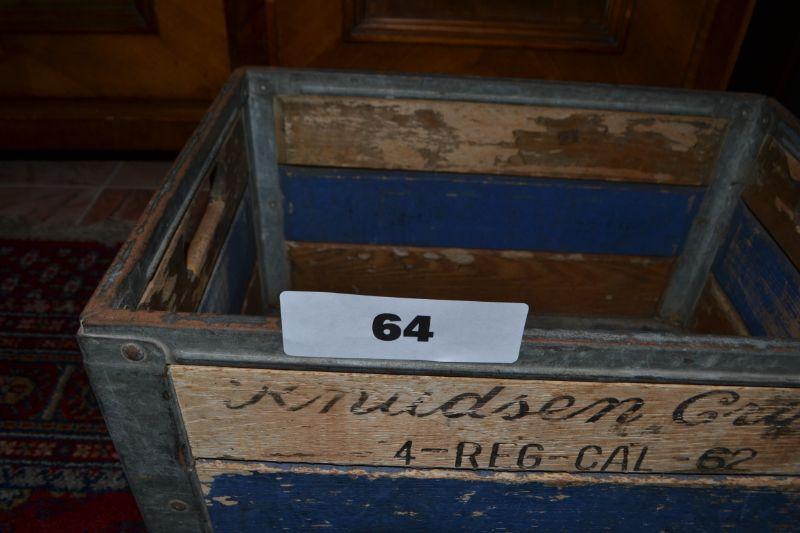 64
Knudsen
4-REG-CAL-62